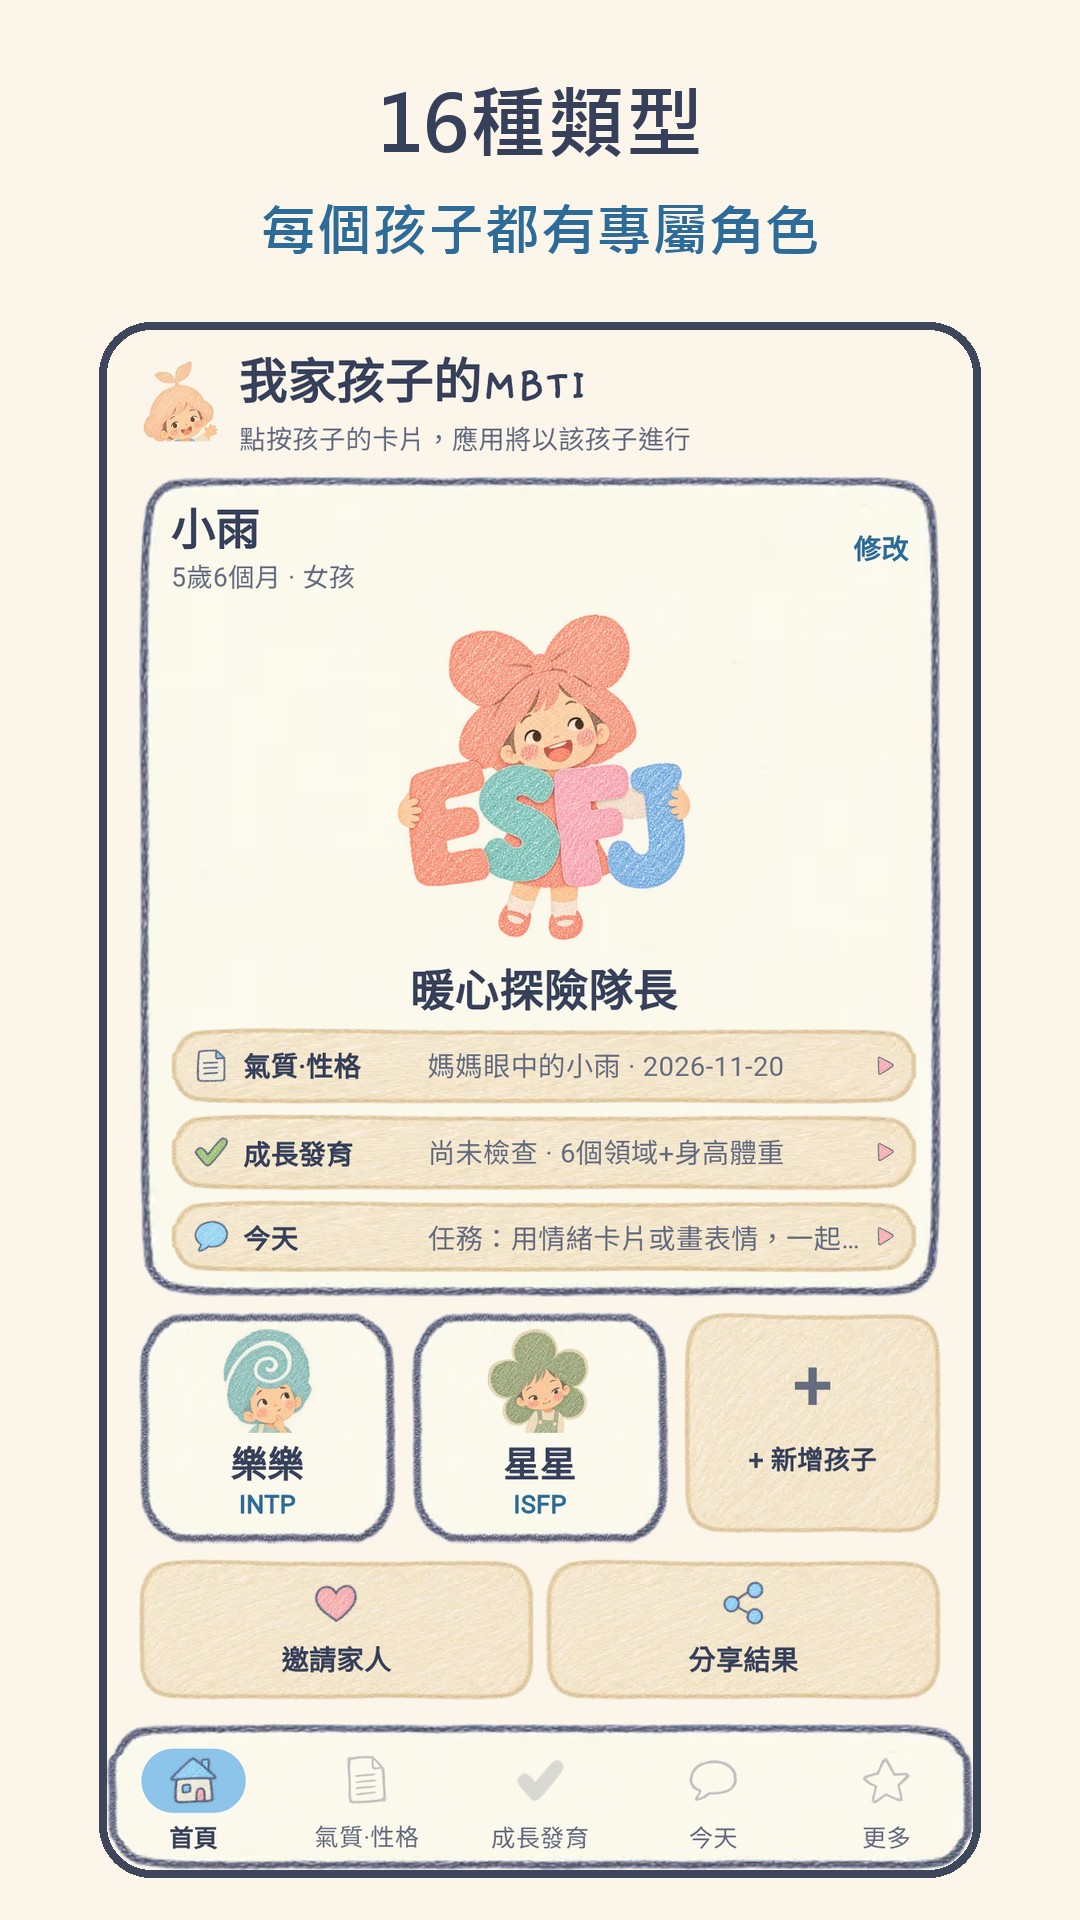 16種類型
每個孩子都有專屬角色
我家孩子的MBTI
點按孩子的卡片，應用將以該孩子進行
小雨
修改
5歲6個月 · 女孩
ESFJ
暖心探險隊長
氣質·性格 媽媽眼中的小雨 · 2026-11-20
成長發育 尚未檢查 · 6個領域+身高體重
今天 任務：用情緒卡片或畫表情，一起…
樂樂
INTP
星星
ISFP
+
+ 新增孩子
邀請家人
分享結果
首頁 氣質·性格 成長發育 今天 更多